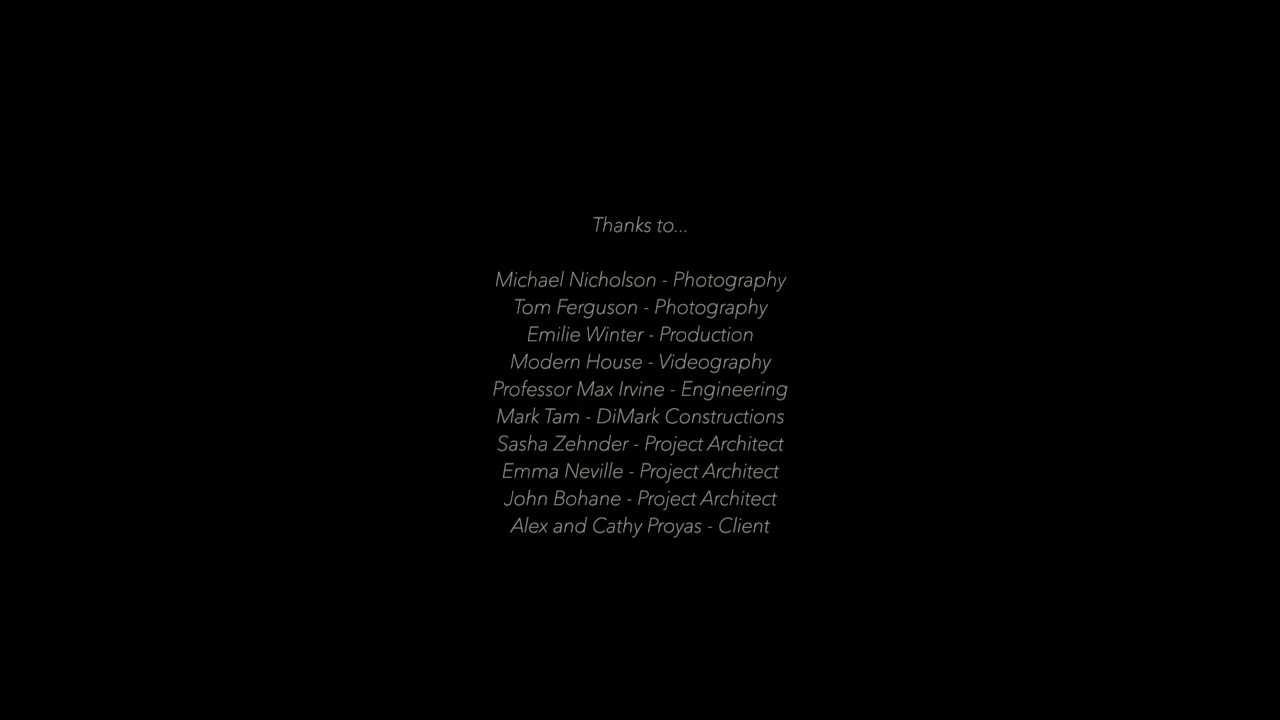 Thanks to...
Michael Nicholson - Photography
Tom Ferguson - Photography
Emilie Winter - Production
Modern House - Videography
Professor Max Irvine - Engineering
Mark Tam - DiMark Constructions
Sasha Zehnder - Project Architect
Emma Neville - Project Architect
John Bohane - Project Architect
Alex and Cathy Proyas - Client